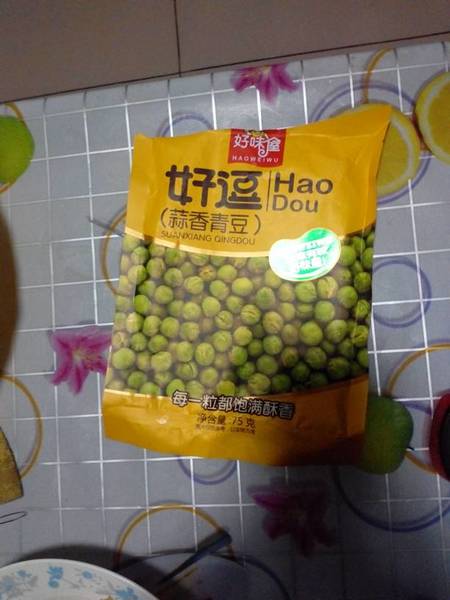 好味屋
HAOWEIWU
好逗 Hao
Dou
(蒜香青豆)
SUANXIANG QINGDOU
每一粒都饱满酥香
净含量:75克